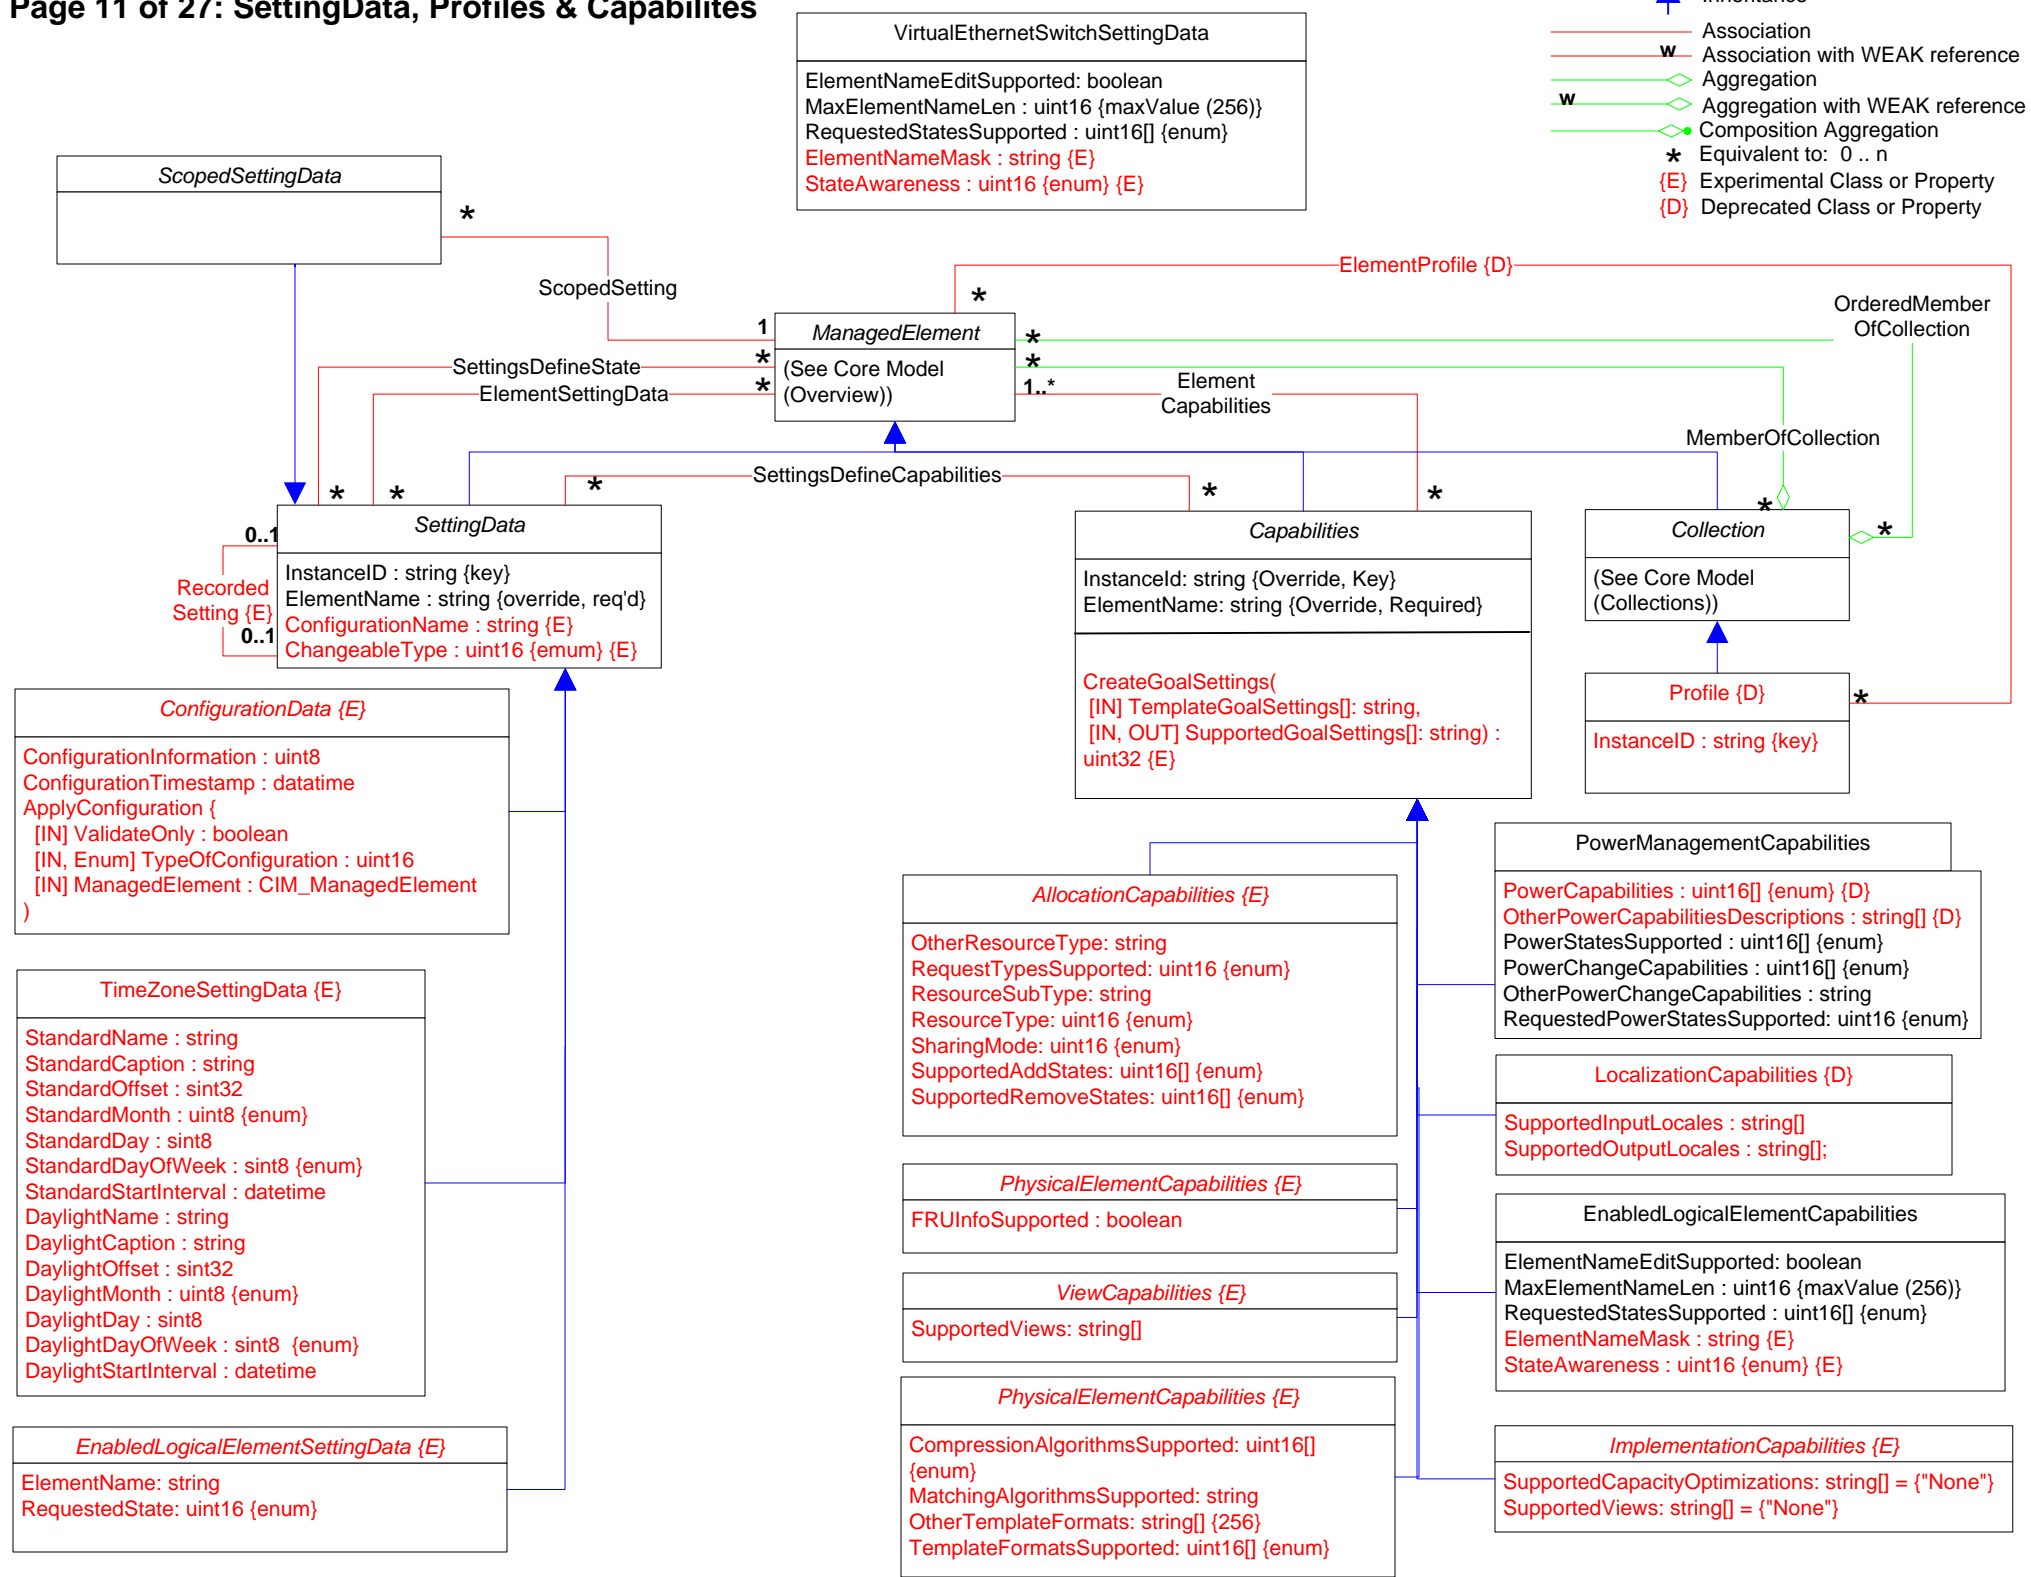 Page 11 of 27: SettingData, Profiles & Capabilites
Inheritance
Association
w Association with WEAK reference
Aggregation
w Aggregation with WEAK reference
Composition Aggregation
* Equivalent to: 0 .. n
{E} Experimental Class or Property
{D} Deprecated Class or Property
VirtualEthernetSwitchSettingData
ElementNameEditSupported: boolean
MaxElementNameLen : uint16 {maxValue (256)}
RequestedStatesSupported : uint16[] {enum}
ElementNameMask : string {E}
StateAwareness : uint16 {enum} {E}
ScopedSettingData
*
ScopedSetting
1
ElementProfile {D}
*
ManagedElement
(See Core Model
(Overview))
*
*
1..*
OrderedMember
OfCollection
SettingsDefineState
*
ElementSettingData
*
Element
Capabilities
MemberOfCollection
SettingsDefineCapabilities
*
*
*
*
*
*
*
SettingData
InstanceID : string {key}
ElementName : string {override, req'd}
ConfigurationName : string {E}
ChangeableType : uint16 {emum} {E}
0..1
Recorded
Setting {E}
0..1
Capabilities
InstanceId: string {Override, Key}
ElementName: string {Override, Required}
CreateGoalSettings(
[IN] TemplateGoalSettings[]: string,
[IN, OUT] SupportedGoalSettings[]: string) :
uint32 {E}
Collection
(See Core Model
(Collections))
Profile {D}
*
InstanceID : string {key}
ConfigurationData {E}
ConfigurationInformation : uint8
ConfigurationTimestamp : datatime
ApplyConfiguration {
[IN] ValidateOnly : boolean
[IN, Enum] TypeOfConfiguration : uint16
[IN] ManagedElement : CIM_ManagedElement
)
TimeZoneSettingData {E}
StandardName : string
StandardCaption : string
StandardOffset : sint32
StandardMonth : uint8 {enum}
StandardDay : sint8
StandardDayOfWeek : sint8 {enum}
StandardStartInterval : datetime
DaylightName : string
DaylightCaption : string
DaylightOffset : sint32
DaylightMonth : uint8 {enum}
DaylightDay : sint8
DaylightDayOfWeek : sint8 {enum}
DaylightStartInterval : datetime
EnabledLogicalElementSettingData {E}
ElementName: string
RequestedState: uint16 {enum}
AllocationCapabilities {E}
OtherResourceType: string
RequestTypesSupported: uint16 {enum}
ResourceSubType: string
ResourceType: uint16 {enum}
SharingMode: uint16 {enum}
SupportedAddStates: uint16[] {enum}
SupportedRemoveStates: uint16[] {enum}
PhysicalElementCapabilities {E}
FRUInfoSupported : boolean
ViewCapabilities {E}
SupportedViews: string[]
PhysicalElementCapabilities {E}
CompressionAlgorithmsSupported: uint16[]
{enum}
MatchingAlgorithmsSupported: string
OtherTemplateFormats: string[] {256}
TemplateFormatsSupported: uint16[] {enum}
PowerManagementCapabilities
PowerCapabilities : uint16[] {enum} {D}
OtherPowerCapabilitiesDescriptions : string[] {D}
PowerStatesSupported : uint16[] {enum}
PowerChangeCapabilities : uint16[] {enum}
OtherPowerChangeCapabilities : string
RequestedPowerStatesSupported: uint16 {enum}
LocalizationCapabilities {D}
SupportedInputLocales : string[]
SupportedOutputLocales : string[];
EnabledLogicalElementCapabilities
ElementNameEditSupported: boolean
MaxElementNameLen : uint16 {maxValue (256)}
RequestedStatesSupported : uint16[] {enum}
ElementNameMask : string {E}
StateAwareness : uint16 {enum} {E}
ImplementationCapabilities {E}
SupportedCapacityOptimizations: string[] = {"None"}
SupportedViews: string[] = {"None"}